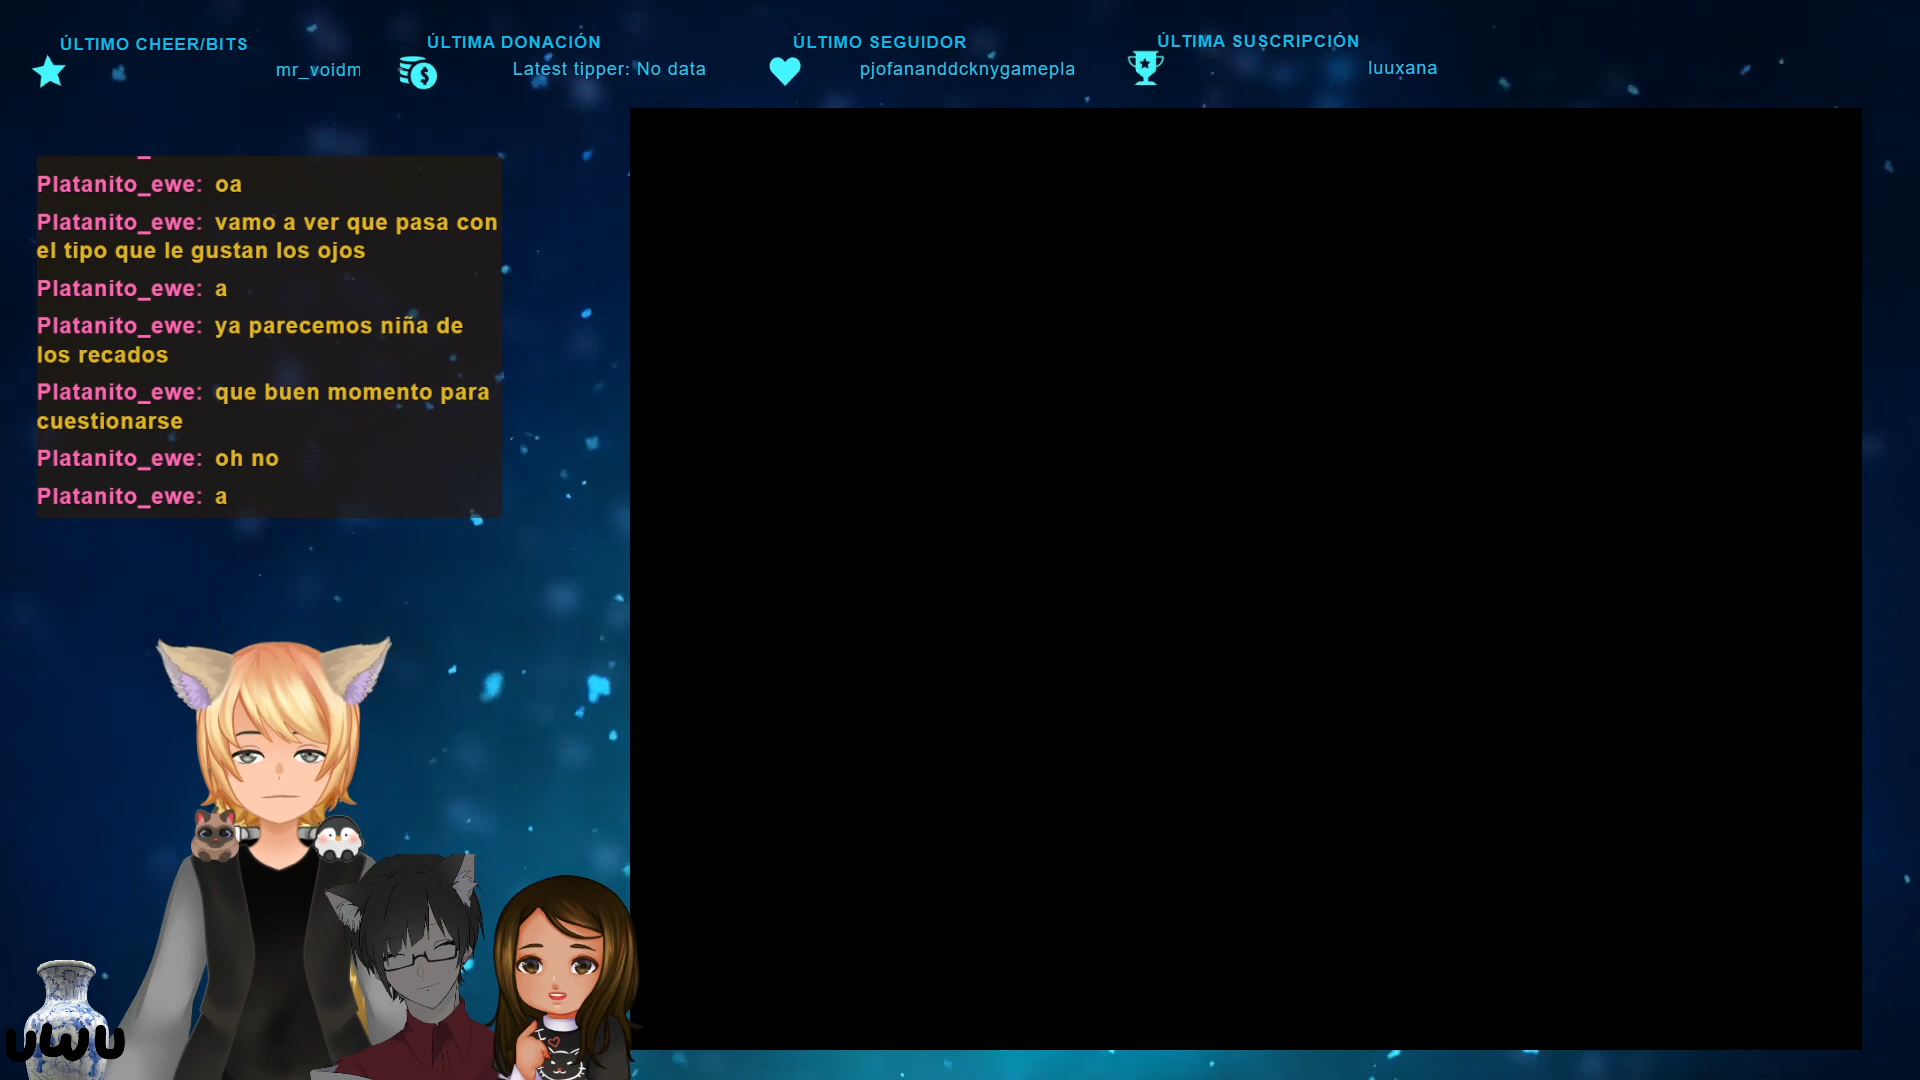 ÚLTIMO CHEER/BITS
mr_voidm
ÚLTIMA DONACIÓN
Latest tipper: No data
ÚLTIMO SEGUIDOR
pjofananddcknygamepla
ÚLTIMA SUSCRIPCIÓN
luuxana
Platanito_ewe: oa
Platanito_ewe: vamo a ver que pasa con
el tipo que le gustan los ojos
Platanito_ewe: a
Platanito_ewe: ya parecemos niña de
los recados
Platanito_ewe: que buen momento para
cuestionarse
Platanito_ewe: oh no
Platanito_ewe: a
uwu
I